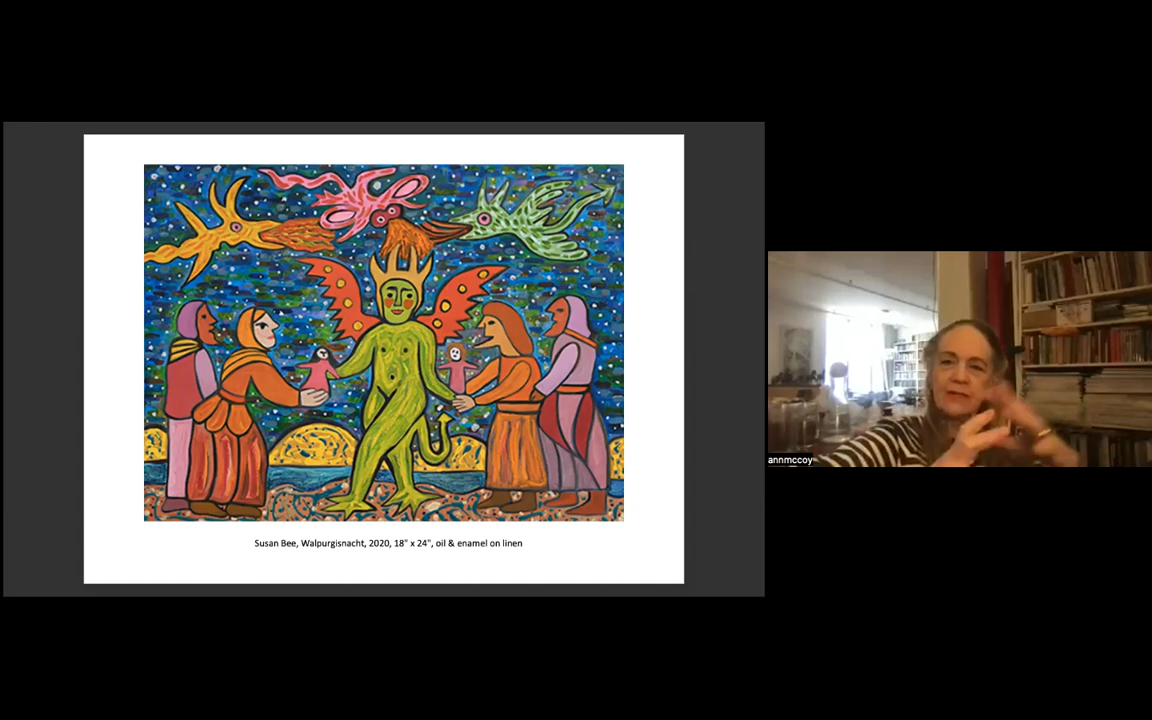 Susan Bee, Walpurgisnacht, 2020, 18" x 24", oil & enamel on linen
annmccoy